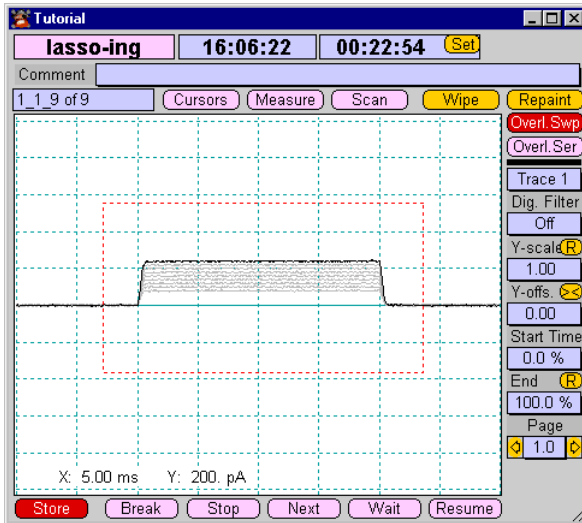 Tutorial
lasso-ing 16:06:22 00:22:54 Set
Comment
1_1_9 of 9 Cursors Measure Scan Wipe Repaint
Overl.Swp
Overl.Ser
Trace 1
Dig. Filter
Off
Y-scale R
1.00
Y-offs. ><
0.00
Start Time
0.0 %
End R
100.0 %
Page
1.0
X: 5.00 ms Y: 200. pA
Store Break Stop Next Wait Resume